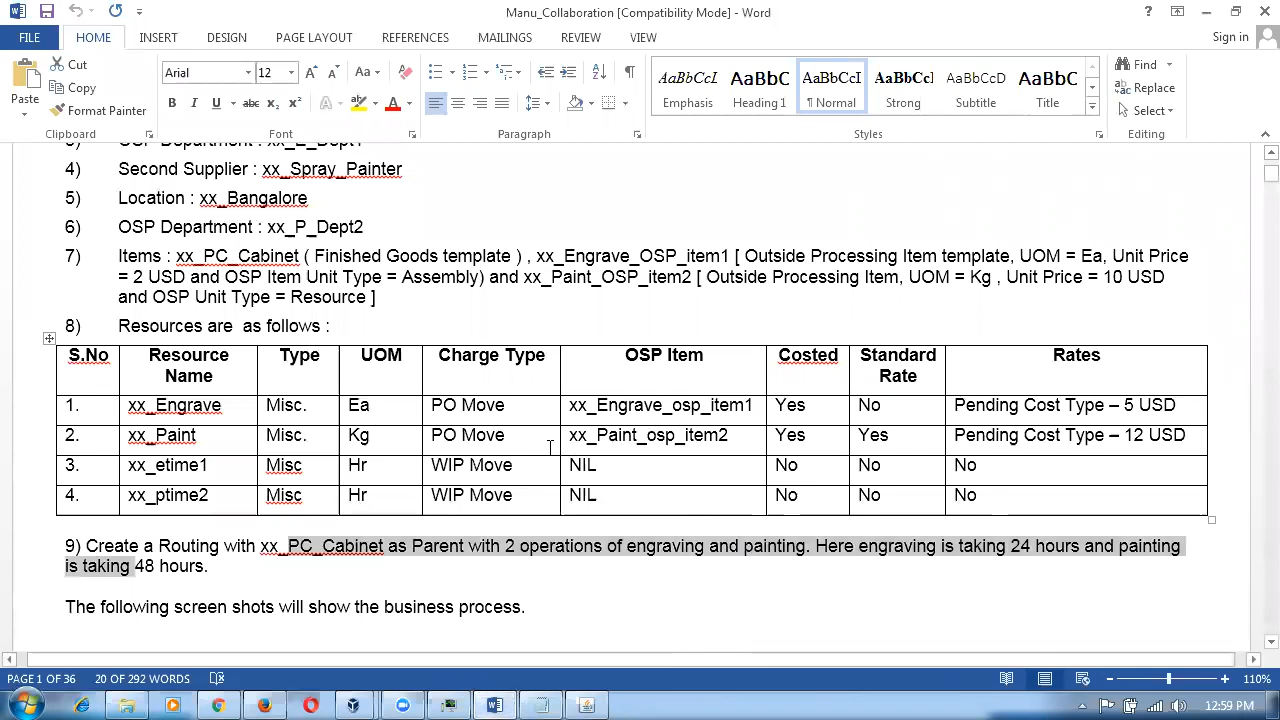 Manu_Collaboration [Compatibility Mode] - Word
FILE HOME INSERT DESIGN PAGE LAYOUT REFERENCES MAILINGS REVIEW VIEW Sign in
Paste Cut Copy Format Painter
Clipboard
Arial 12
Font
Paragraph
AaBbCcI AaBbC AaBbCcI AaBbCcI AaBbCcD AaBbC
Emphasis Heading 1 ¶ Normal Strong Subtitle Title
Styles
Find
Replace
Select
Editing
4) Second Supplier : xx_Spray_Painter
5) Location : xx_Bangalore
6) OSP Department : xx_P_Dept2
7) Items : xx_PC_Cabinet ( Finished Goods template ) , xx_Engrave_OSP_item1 [ Outside Processing Item template, UOM = Ea, Unit Price
= 2 USD and OSP Item Unit Type = Assembly) and xx_Paint_OSP_item2 [ Outside Processing Item, UOM = Kg , Unit Price = 10 USD
and OSP Unit Type = Resource ]
8) Resources are as follows :
S.No Resource Name Type UOM Charge Type OSP Item Costed Standard Rate Rates
1. xx_Engrave Misc. Ea PO Move xx_Engrave_osp_item1 Yes No Pending Cost Type – 5 USD
2. xx_Paint Misc. Kg PO Move xx_Paint_osp_item2 Yes Yes Pending Cost Type – 12 USD
3. xx_etime1 Misc Hr WIP Move NIL No No No
4. xx_ptime2 Misc Hr WIP Move NIL No No No
9) Create a Routing with xx_PC_Cabinet as Parent with 2 operations of engraving and painting. Here engraving is taking 24 hours and painting
is taking 48 hours.
The following screen shots will show the business process.
PAGE 1 OF 36 20 OF 292 WORDS 110%
12:59 PM